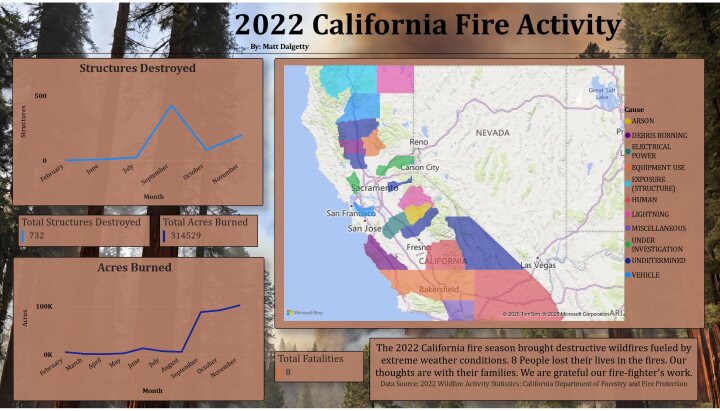 2022 California Fire Activity
By: Matt Dalgetty
Structures Destroyed
500
0
Structures
February
June
July
September
October
November
Month
Total Structures Destroyed
732
Total Acres Burned
314529
Acres Burned
100K
0K
Acres
February
March
April
May
June
July
August
September
October
November
Month
Great Salt
Lake
NEVADA
Reno
Carson City
Sacramento
San Francisco
San Jose
Fresno
CALIFORNIA
Las Vegas
Bakersfield
Microsoft Bing
© 2025 TomTom, © 2025 Microsoft Corporation
Cause
ARSON
DEBRIS BURNING
ELECTRICAL
POWER
EQUIPMENT USE
EXPOSURE
(STRUCTURE)
HUMAN
LIGHTNING
MISCELLANEOUS
UNDER
INVESTIGATION
UNDETERMINED
VEHICLE
Total Fatalities
8
The 2022 California fire season brought destructive wildfires fueled by
extreme weather conditions. 8 People lost their lives in the fires. Our
thoughts are with their families. We are grateful our fire-fighter's work.
Data Source: 2022 Wildfire Activity Statistics: California Department of Forestry and Fire Protection